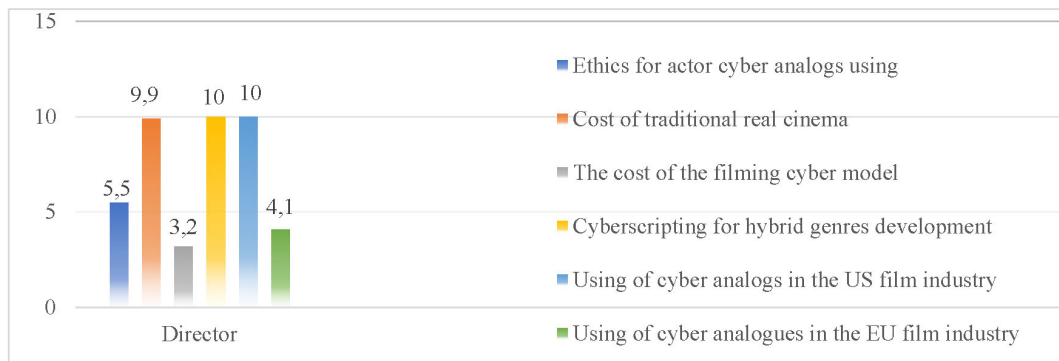 15
10
5
0
5,5
9,9
3,2
10
10
4,1
Director
Ethics for actor cyber analogs using
Cost of traditional real cinema
The cost of the filming cyber model
Cyberscripting for hybrid genres development
Using of cyber analogs in the US film industry
Using of cyber analogues in the EU film industry